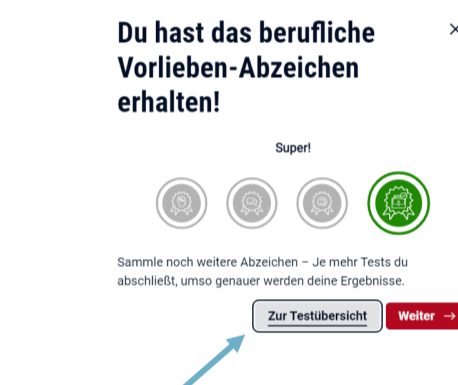 Du hast das berufliche
Vorlieben-Abzeichen
erhalten!
Super!
Sammle noch weitere Abzeichen – Je mehr Tests du
abschließt, umso genauer werden deine Ergebnisse.
Zur Testübersicht
Weiter